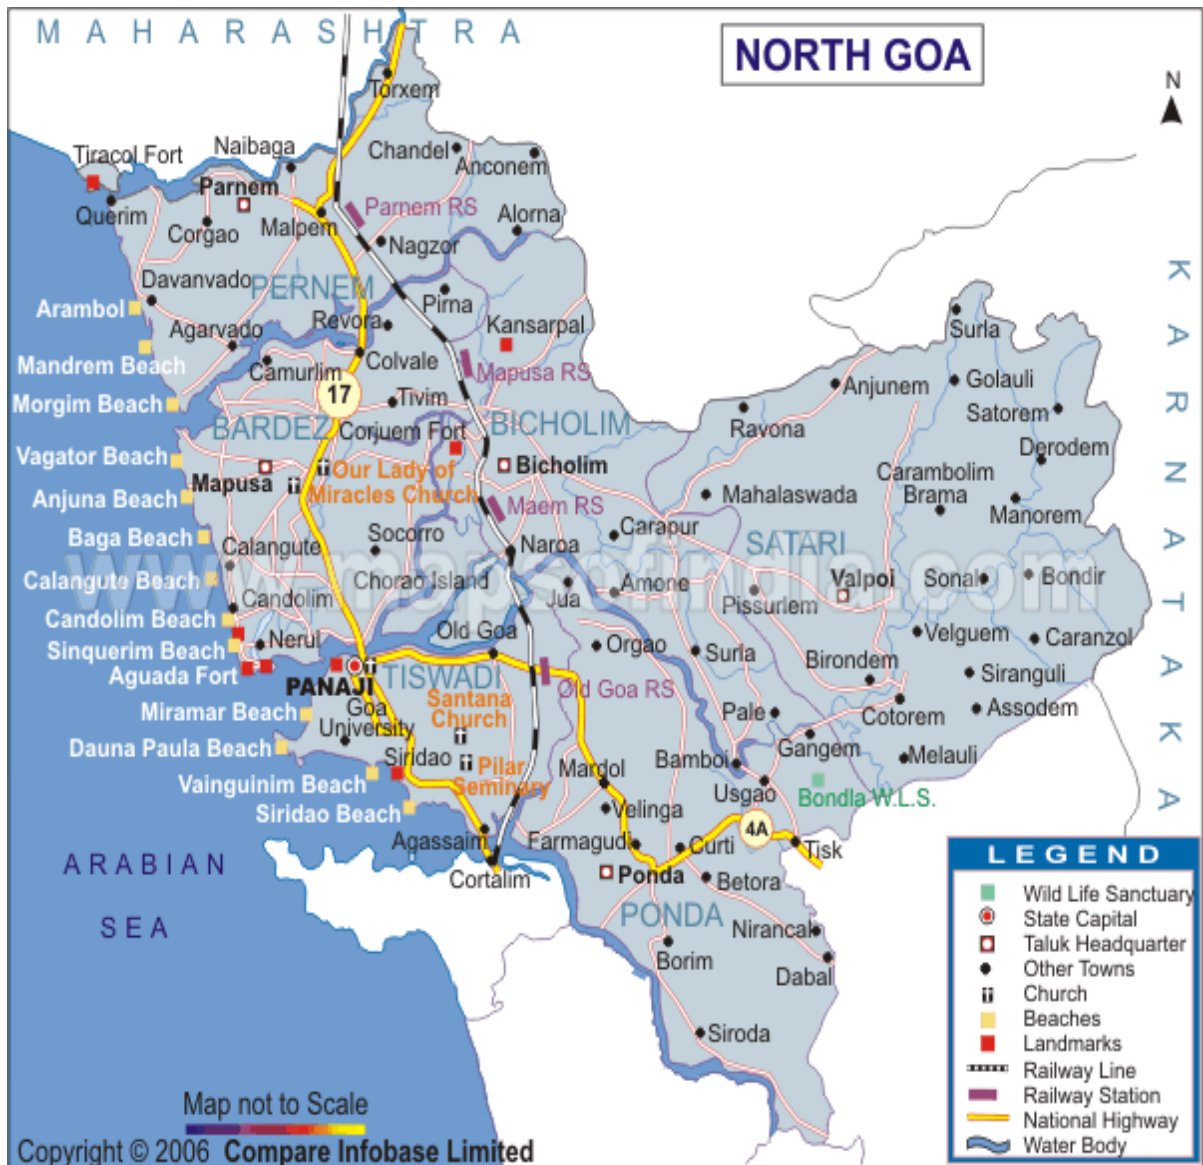 MAHARASHTRA
NORTH GOA
N
Torxem
Naibaga
Chandel
Anconem
Tiracol Fort
Parnem
Parnem RS
Querim
Corgao
Malpem
Alorna
Nagzor
Davanvado
PERNEM
Pirna
Arambol
Agarvado
Revora
Kansarpal
Surla
Mandrem Beach
Camurlim
Colvale
Mapusa RS
Anjunem
Golauli
17
Morgim Beach
Tivim
Satorem
BARDEZ
Corjuem Fort
BICHOLIM
Ravona
Derodem
Vagator Beach
Mapusa
Our Lady of
Miracles Church
Bicholim
Carambolim
Brama
Anjuna Beach
Maem RS
Mahalaswada
Manorem
Baga Beach
Calangute
Socorro
Naroa
Carapur
SATARI
www.mapsofindia.com
Calangute Beach
Chorao Island
Jua
Amone
Pissurlem
Valpoi
Sonal
Bondir
Candolim Beach
Candolim
Old Goa
Orgao
Surla
Velguem
Caranzol
Sinquerim Beach
Nerul
Birondem
Siranguli
Aguada Fort
PANAJI
TISWADI
Old Goa RS
Cotorem
Assodem
Miramar Beach
Goa
University
Santana
Church
Pale
Gangem
Dauna Paula Beach
Siridao
Pilar
Seminary
Mardol
Bamboi
Melauli
Vainguinim Beach
Usgao
Bondla W.L.S.
Siridao Beach
Velinga
4A
Agassaim
Farmagudi
Curti
Tisk
Cortalim
Ponda
Betora
PONDA
Nirancal
Borim
Dabal
Siroda
KARNATAKA
ARABIAN
SEA
LEGEND
Wild Life Sanctuary
State Capital
Taluk Headquarter
Other Towns
Church
Beaches
Landmarks
Railway Line
Railway Station
National Highway
Water Body
Map not to Scale
Copyright © 2006 Compare Infobase Limited